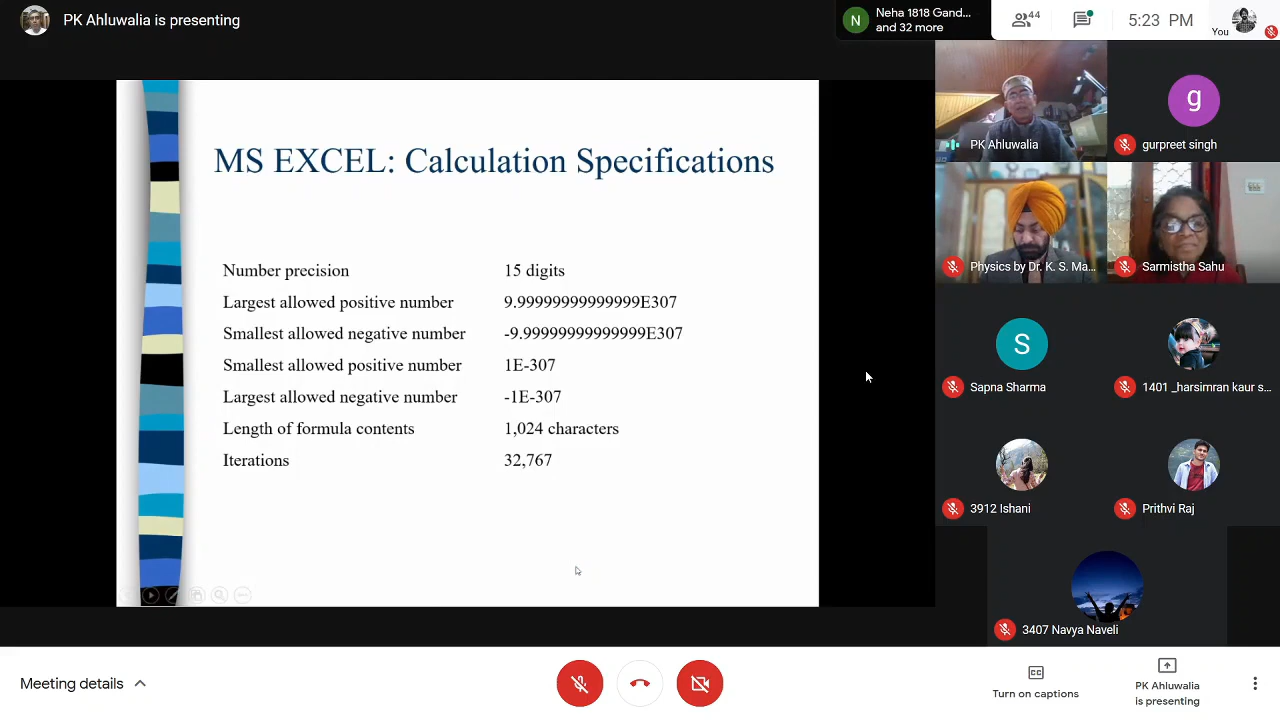 PK Ahluwalia is presenting
N
Neha 1818 Gand...
and 32 more
44
5:23 PM
You
MS EXCEL: Calculation Specifications
Number precision 15 digits
Largest allowed positive number 9.99999999999999E307
Smallest allowed negative number -9.99999999999999E307
Smallest allowed positive number 1E-307
Largest allowed negative number -1E-307
Length of formula contents 1,024 characters
Iterations 32,767
PK Ahluwalia
g
gurpreet singh
Physics by Dr. K. S. Ma...
Sarmistha Sahu
S
Sapna Sharma
1401 _harsimran kaur s...
3912 Ishani
Prithvi Raj
3407 Navya Naveli
Meeting details
CC
Turn on captions
PK Ahluwalia
is presenting